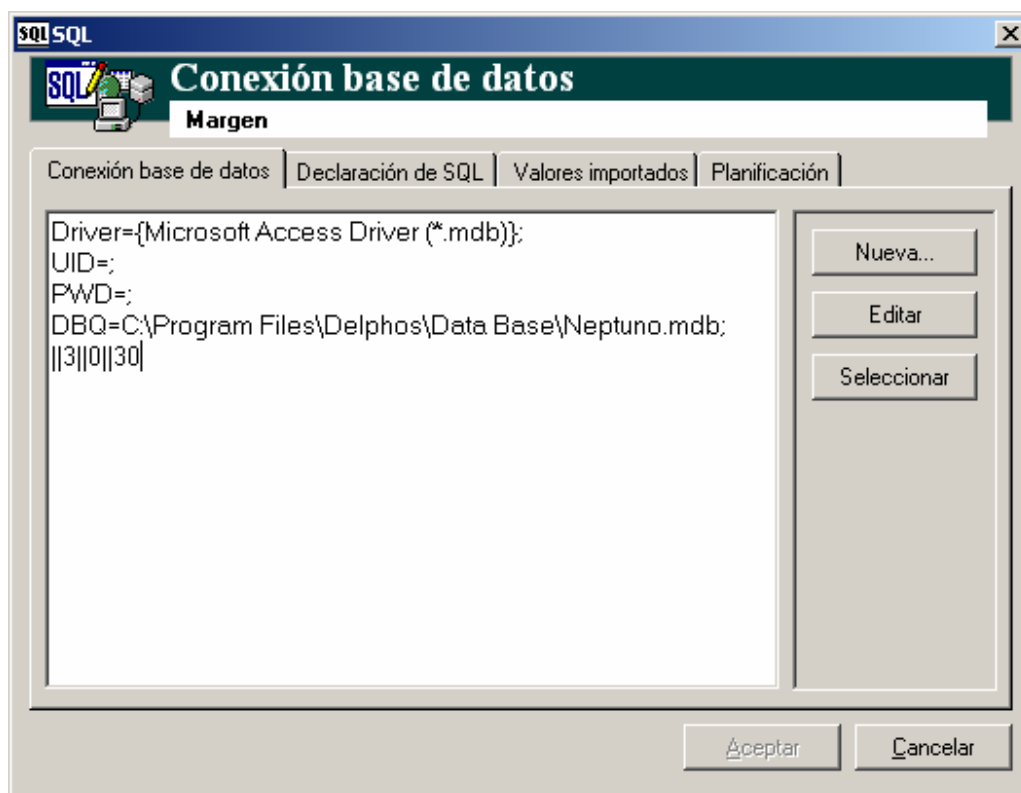 SQL SQL
SQL Conexión base de datos
Margen
Conexión base de datos Declaración de SQL Valores importados Planificación
Driver={Microsoft Access Driver (*.mdb)};
UID=;
PWD=;
DBQ=C:\Program Files\Delphos\Data Base\Neptuno.mdb;
||3||0||30
Nueva...
Editar
Seleccionar
Aceptar Cancelar